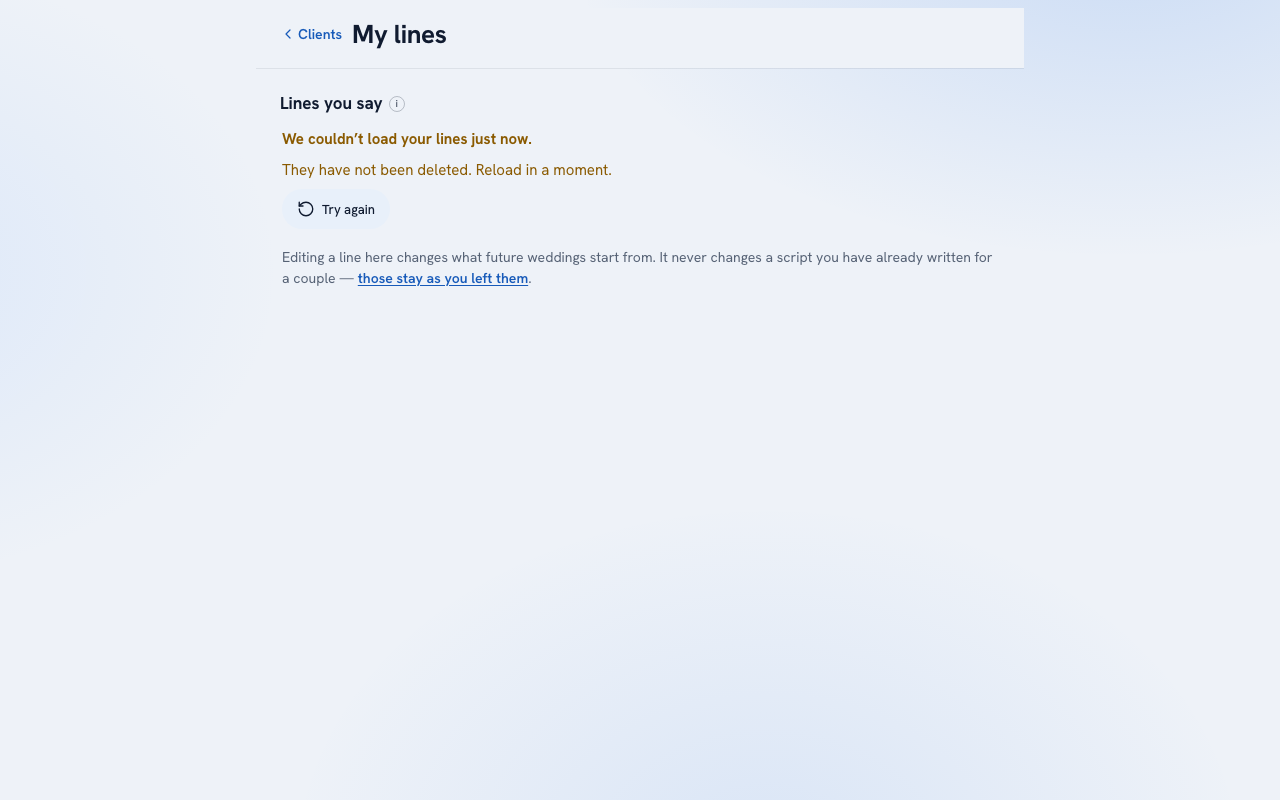 Clients My lines
Lines you say i
We couldn’t load your lines just now.
They have not been deleted. Reload in a moment.
Try again
Editing a line here changes what future weddings start from. It never changes a script you have already written for
a couple — those stay as you left them.